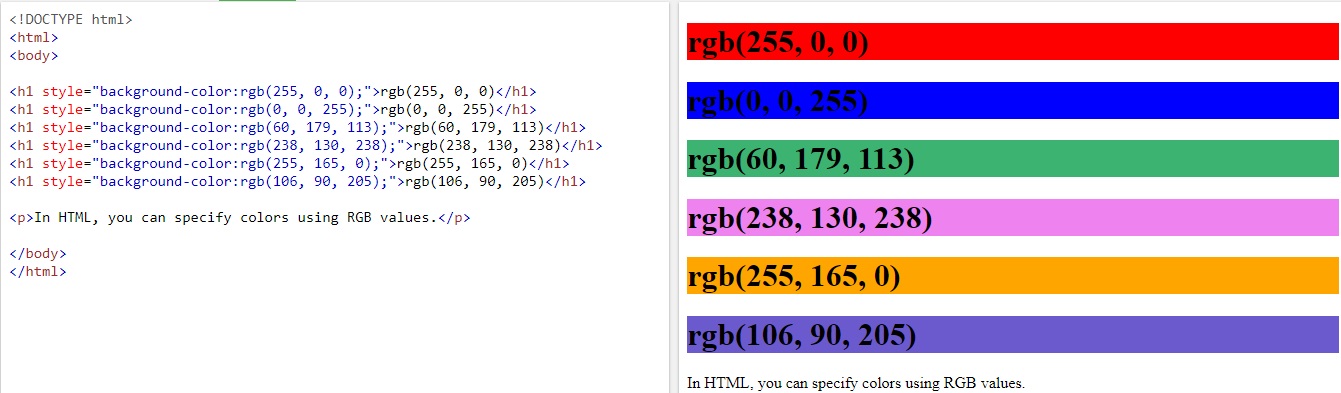 <!DOCTYPE html>
<html>
<body>
<h1 style="background-color:rgb(255, 0, 0);">rgb(255, 0, 0)</h1>
<h1 style="background-color:rgb(0, 0, 255);">rgb(0, 0, 255)</h1>
<h1 style="background-color:rgb(60, 179, 113);">rgb(60, 179, 113)</h1>
<h1 style="background-color:rgb(238, 130, 238);">rgb(238, 130, 238)</h1>
<h1 style="background-color:rgb(255, 165, 0);">rgb(255, 165, 0)</h1>
<h1 style="background-color:rgb(106, 90, 205);">rgb(106, 90, 205)</h1>
<p>In HTML, you can specify colors using RGB values.</p>
</body>
</html>
rgb(255, 0, 0)
rgb(0, 0, 255)
rgb(60, 179, 113)
rgb(238, 130, 238)
rgb(255, 165, 0)
rgb(106, 90, 205)
In HTML, you can specify colors using RGB values.